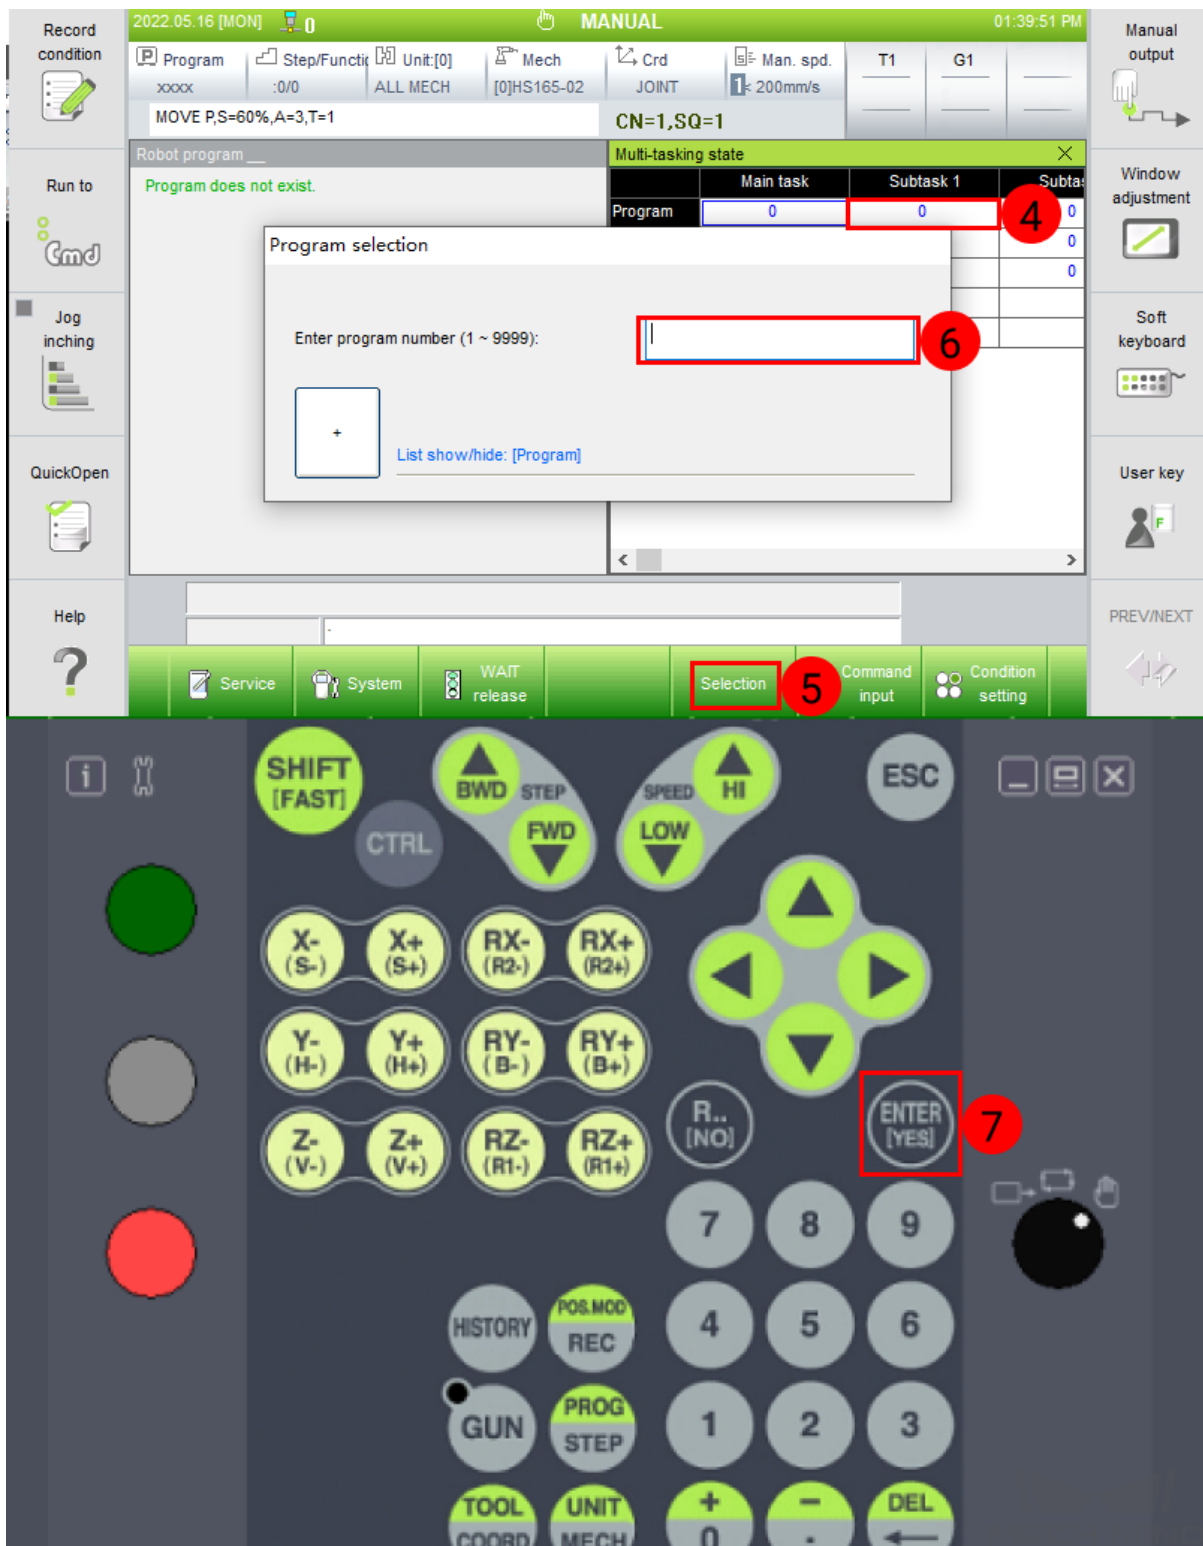 Record
condition
2022.05.16 [MON]
0
MANUAL
01:39:51 PM
Manual
output
P Program
xxxx
Step/Functic
:0/0
Unit:[0]
ALL MECH
Mech
[0]HS165-02
Crd
JOINT
Man. spd.
1< 200mm/s
T1
G1
MOVE P,S=60%,A=3,T=1
CN=1,SQ=1
Robot program __
Multi-tasking state
Program does not exist.
Main task
Subtask 1
Subtas
Program
0
0
4
0
0
0
Run to
Cmd
Window
adjustment
Program selection
Enter program number (1 ~ 9999):
6
+
List show/hide: [Program]
Jog
inching
Soft
keyboard
QuickOpen
User key
F
<
>
Help
?
PREV/NEXT
Service
System
WAIT
release
Selection
5
Command
input
Condition
setting
i
SHIFT
[FAST]
CTRL
BWD
STEP
FWD
SPEED
HI
LOW
ESC
X-
(S-)
X+
(S+)
RX-
(R2-)
RX+
(R2+)
Y-
(H-)
Y+
(H+)
RY-
(B-)
RY+
(B+)
Z-
(V-)
Z+
(V+)
RZ-
(R1-)
RZ+
(R1+)
R..
[NO]
ENTER
[YES]
7
7
8
9
HISTORY
POS.MOD
REC
4
5
6
GUN
PROG
STEP
1
2
3
TOOL
COORD
UNIT
MECH
+
0
-
.
DEL